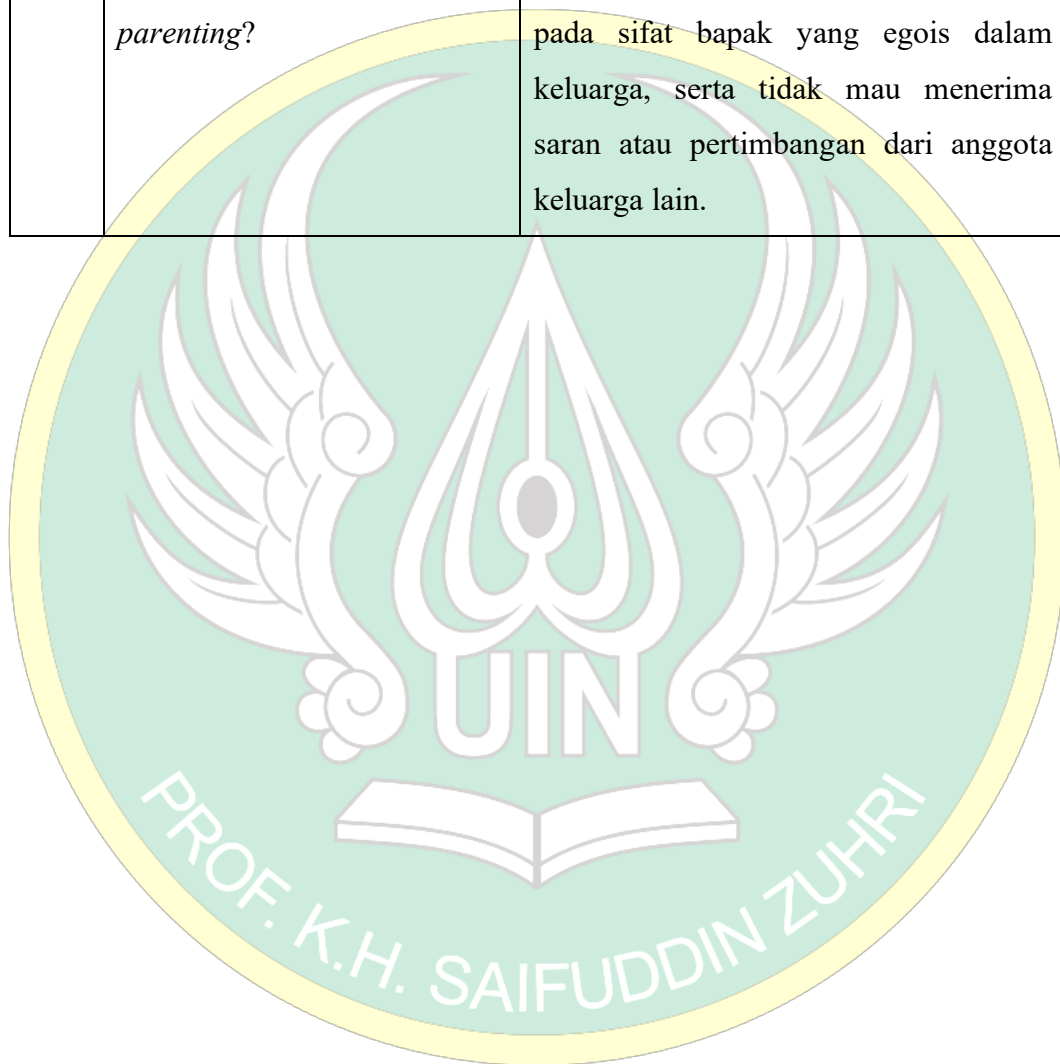 parenting?
pada sifat bapak yang egois dalam
keluarga, serta tidak mau menerima
saran atau pertimbangan dari anggota
keluarga lain.
UIN
PROF. K.H. SAIFUDDIN ZUHRI